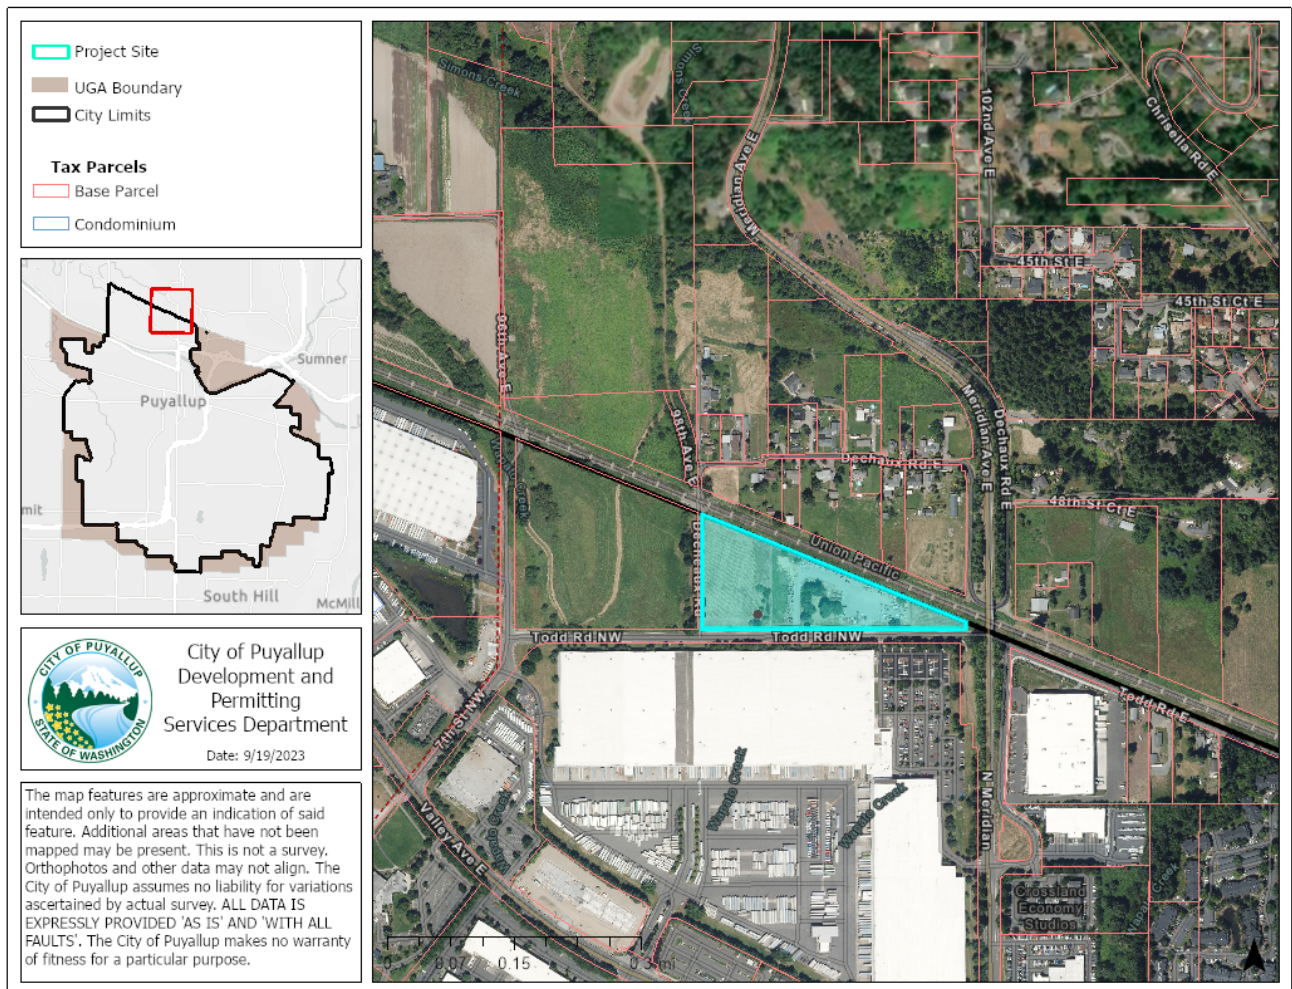 Project Site
UGA Boundary
City Limits
Tax Parcels
Base Parcel
Condominium
Sumner
Puyallup
South Hill
McMill
mit
CITY OF PUYALLUP
STATE OF WASHINGTON
City of Puyallup
Development and
Permitting
Services Department
Date: 9/19/2023
The map features are approximate and are
intended only to provide an indication of said
feature. Additional areas that have not been
mapped may be present. This is not a survey.
Orthophotos and other data may not align. The
City of Puyallup assumes no liability for variations
ascertained by actual survey. ALL DATA IS
EXPRESSLY PROVIDED 'AS IS' AND 'WITH ALL
FAULTS'. The City of Puyallup makes no warranty
of fitness for a particular purpose.
Simons Creek
Simons Creek
Meridian Ave E
Meridian
102nd Ave E
Chrisella Rd E
45th St E
45th St Ct E
98th Ave E
Dechaux Rd E
Meridian Ave E
Dechaux Rd E
48th St Ct E
Union Pacific
Todd Rd NW
Todd Rd NW
Todd Rd E
7th St NW
Valley Ave E
N Meridian
Wapato Creek
Crossland
Economy
Studios
0
0.07
0.15
0.3 mi